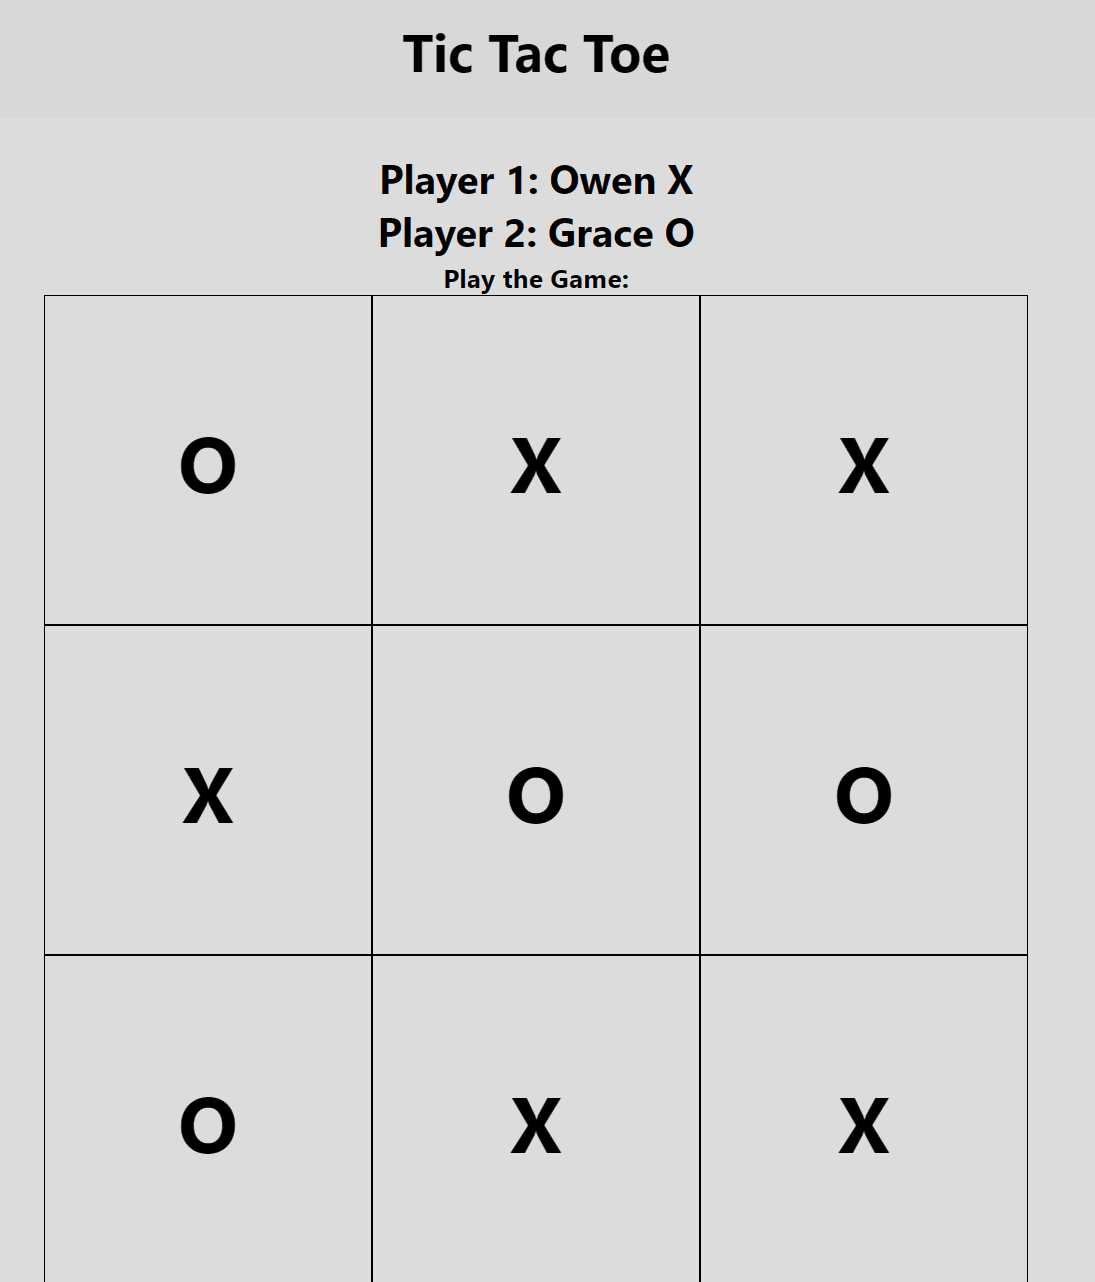 Tic Tac Toe
Player 1: Owen X
Player 2: Grace O
Play the Game:
O X X
X O O
O X X